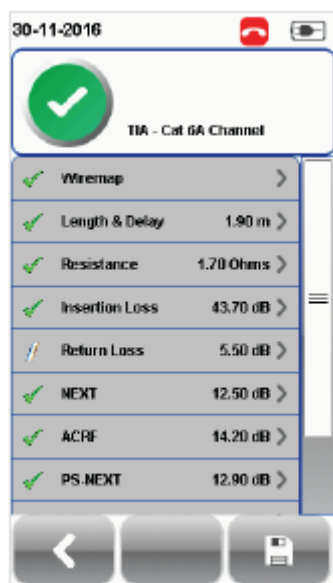 30-11-2016
TIA - Cat 6A Channel
Wiremap
Length & Delay 1.90 m
Resistance 1.70 Ohms
Insertion Loss 43.70 dB
Return Loss 5.50 dB
NEXT 12.50 dB
ACRF 14.20 dB
PS-NEXT 12.90 dB